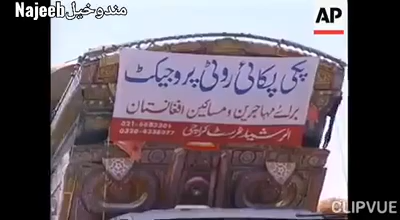 Najeeb مندوخیل
AP
پکی پکائی روٹی پروجیکٹ
برائے مہاجرین و مساکین افغانستان
الرشید ٹرسٹ کراچی
CLIPVUE